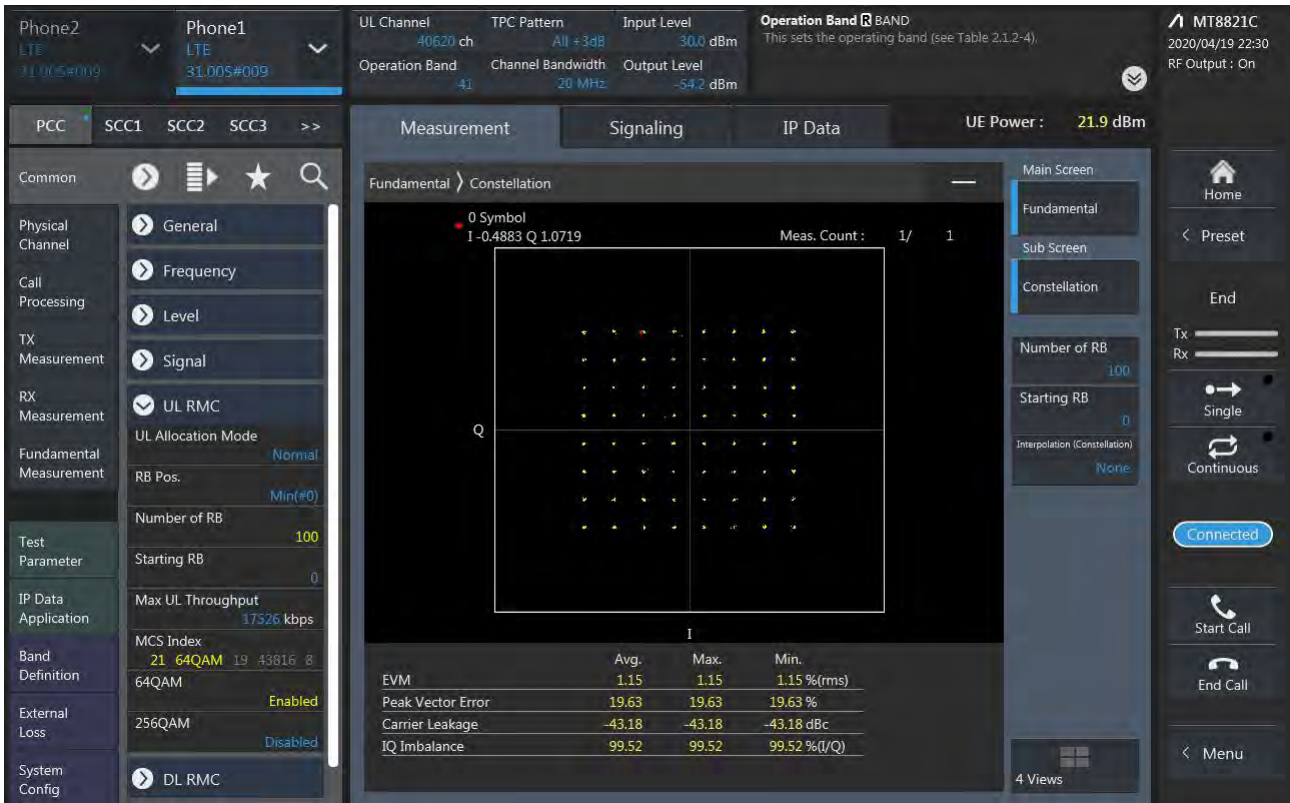 Phone2
LTE
31.00S#009
Phone1
LTE
31.00S#009
UL Channel
40620 ch
TPC Pattern
All +3dB
Input Level
30.0 dBm
Operation Band
41
Channel Bandwidth
20 MHz
Output Level
-54.2 dBm
Operation Band R BAND
This sets the operating band (see Table 2.1.2-4).
MT8821C
2020/04/19 22:30
RF Output : On
PCC SCC1 SCC2 SCC3 >>
Measurement Signaling IP Data
UE Power : 21.9 dBm
Common
Physical
Channel
Call
Processing
TX
Measurement
RX
Measurement
Fundamental
Measurement
Test
Parameter
IP Data
Application
Band
Definition
External
Loss
System
Config
General
Frequency
Level
Signal
UL RMC
UL Allocation Mode
Normal
RB Pos.
Min(#0)
Number of RB
100
Starting RB
0
Max UL Throughput
17526 kbps
MCS Index
21 64QAM 19 43816 8
64QAM
Enabled
256QAM
Disabled
DL RMC
Fundamental 〉 Constellation
0 Symbol
I -0.4883 Q 1.0719
Meas. Count : 1/ 1
Q
I
Avg. Max. Min.
EVM 1.15 1.15 1.15 %(rms)
Peak Vector Error 19.63 19.63 19.63 %
Carrier Leakage -43.18 -43.18 -43.18 dBc
IQ Imbalance 99.52 99.52 99.52 %(I/Q)
Main Screen
Fundamental
Sub Screen
Constellation
Number of RB
100
Starting RB
0
Interpolation (Constellation)
None
4 Views
Home
< Preset
End
Tx
Rx
Single
Continuous
Connected
Start Call
End Call
< Menu